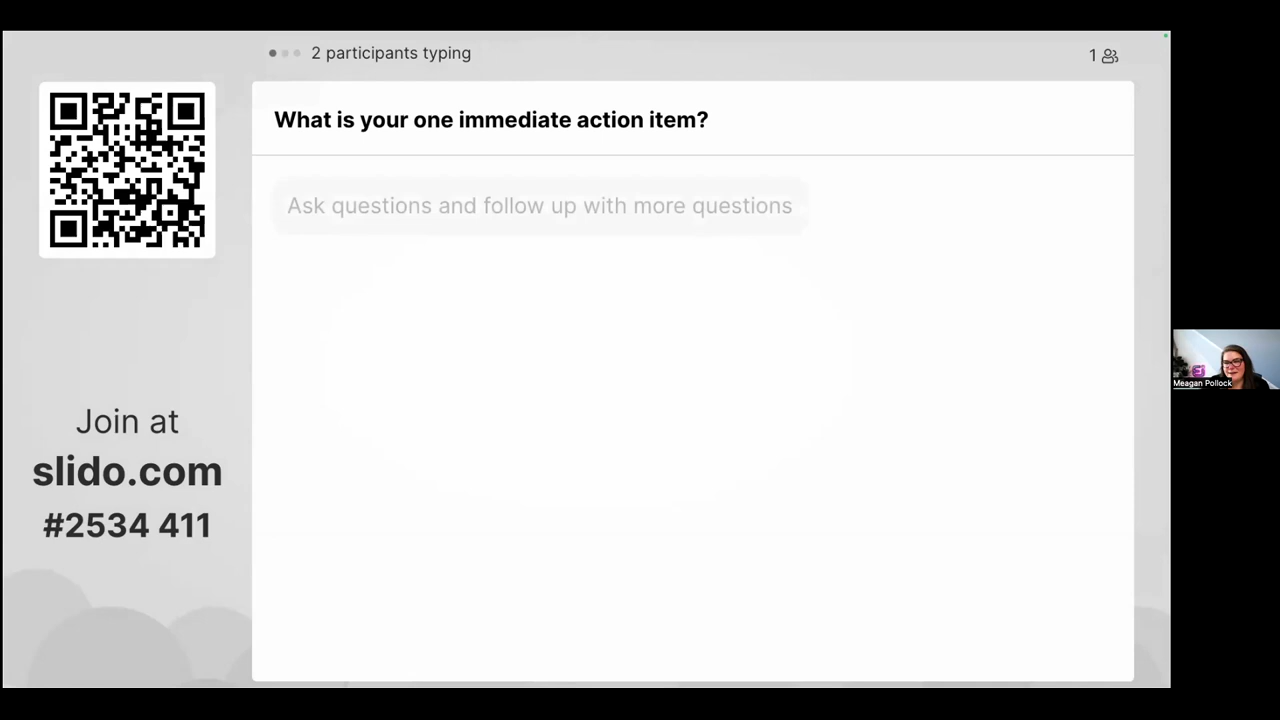 2 participants typing
1
What is your one immediate action item?
Ask questions and follow up with more questions
Join at
slido.com
#2534 411
Meagan Pollock